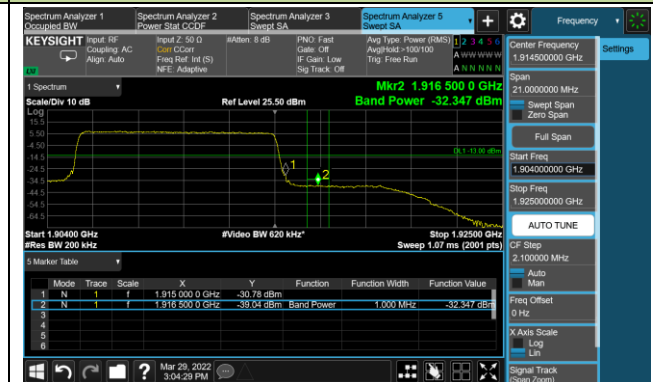 Spectrum Analyzer 1
Occupied BW
Spectrum Analyzer 2
Power Stat CCDF
Spectrum Analyzer 3
Swept SA
Spectrum Analyzer 5
Swept SA
Frequency
KEYSIGHT
Input: RF
Coupling: AC
Align: Auto
Input Z: 50 Ω
Corr CCorr
Freq Ref: Int (S)
NFE: Adaptive
#Atten: 8 dB
PNO: Fast
Gate: Off
IF Gain: Low
Sig Track: Off
Avg Type: Power (RMS)
Avg|Hold:>100/100
Trig: Free Run
1 2 3 4 5 6
A W W W W W
A N N N N N
Center Frequency
1.914500000 GHz
Settings
Span
21.0000000 MHz
Swept Span
Zero Span
Full Span
Start Freq
1.904000000 GHz
Stop Freq
1.925000000 GHz
AUTO TUNE
CF Step
2.100000 MHz
Auto
Man
Freq Offset
0 Hz
X Axis Scale
Log
Lin
Signal Track
(Span Zoom)
1 Spectrum
Mkr2 1.916 500 0 GHz
Scale/Div 10 dB
Ref Level 25.50 dBm
Band Power -32.347 dBm
Log
15.5
5.50
-4.50
-14.5
-24.5
-34.5
-44.5
-54.5
-64.5
DL1 -13.00 dBm
1
2
Start 1.90400 GHz
#Video BW 620 kHz*
Stop 1.92500 GHz
#Res BW 200 kHz
Sweep 1.07 ms (2001 pts)
5 Marker Table
Mode Trace Scale X Y Function Function Width Function Value
1 N 1 f 1.915 000 0 GHz -30.78 dBm
2 N 1 f 1.916 500 0 GHz -39.04 dBm Band Power 1.000 MHz -32.347 dBm
3
4
5
6
?
Mar 29, 2022
3:04:29 PM